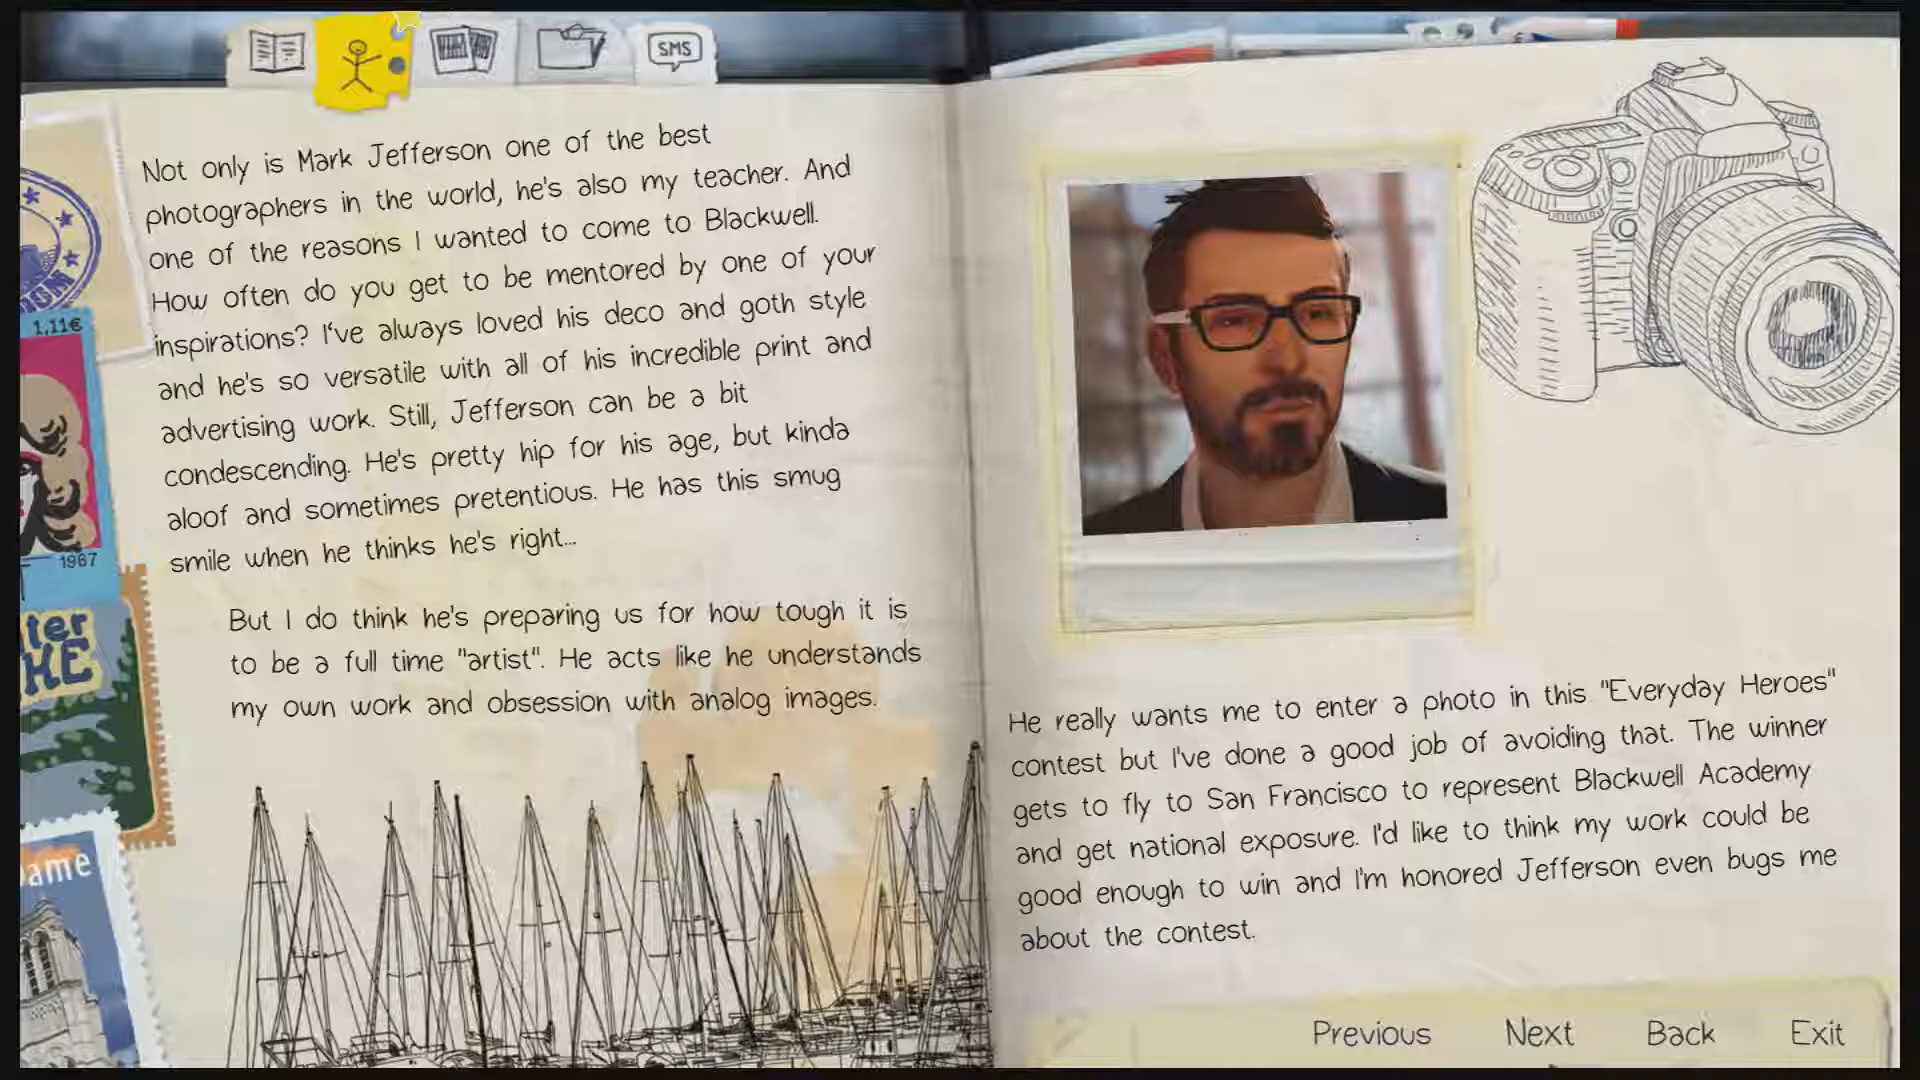 SMS
Not only is Mark Jefferson one of the best
photographers in the world, he's also my teacher. And
one of the reasons I wanted to come to Blackwell.
How often do you get to be mentored by one of your
inspirations? I've always loved his deco and goth style
and he's so versatile with all of his incredible print and
advertising work. Still, Jefferson can be a bit
condescending. He's pretty hip for his age, but kinda
aloof and sometimes pretentious. He has this smug
smile when he thinks he's right...
But I do think he's preparing us for how tough it is
to be a full time "artist". He acts like he understands
my own work and obsession with analog images.
1,11€
1967
ter
HE
ame
He really wants me to enter a photo in this "Everyday Heroes"
contest but I've done a good job of avoiding that. The winner
gets to fly to San Francisco to represent Blackwell Academy
and get national exposure. I'd like to think my work could be
good enough to win and I'm honored Jefferson even bugs me
about the contest.
Previous Next Back Exit